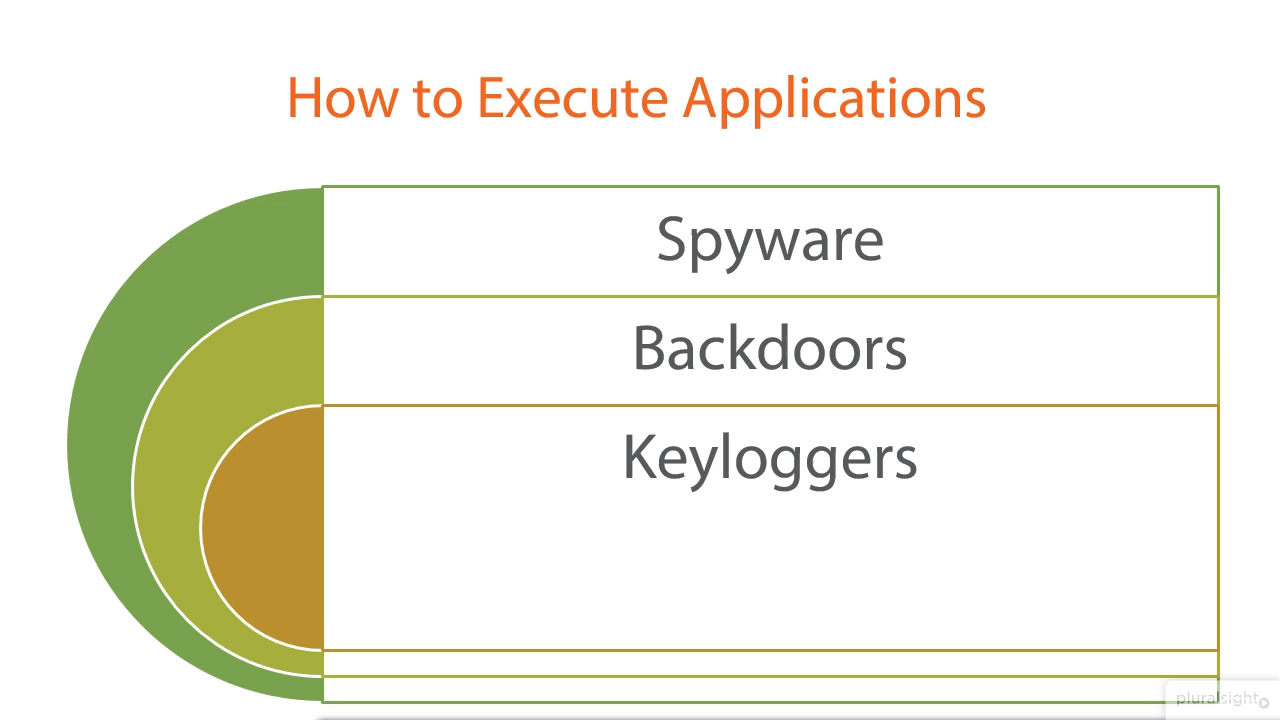 How to Execute Applications
Spyware
Backdoors
Keyloggers
pluralsight